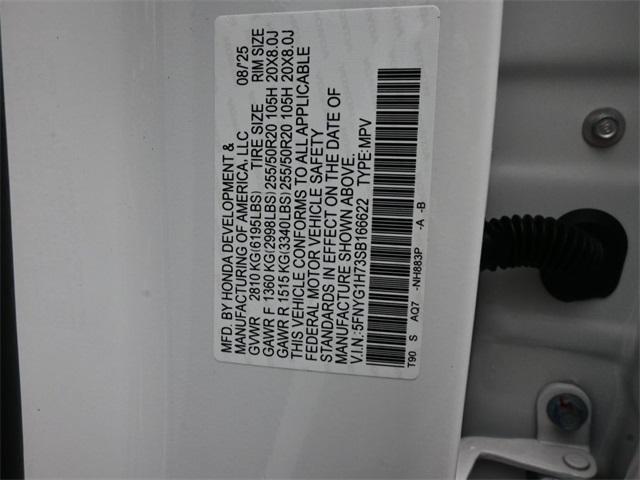 MFD. BY HONDA DEVELOPMENT &
MANUFACTURING OF AMERICA, LLC 08/'25
GVWR 2810 KG(6195LBS) TIRE SIZE RIM SIZE
GAWR F 1360 KG(2998LBS) 255/50R20 105H 20X8.0J
GAWR R 1515 KG(3340LBS) 255/50R20 105H 20X8.0J
THIS VEHICLE CONFORMS TO ALL APPLICABLE
FEDERAL MOTOR VEHICLE SAFETY
STANDARDS IN EFFECT ON THE DATE OF
MANUFACTURE SHOWN ABOVE.
V.I.N.:5FNYG1H73SB166622 TYPE:MPV
T90 S AQ7 -NH883P -A -B